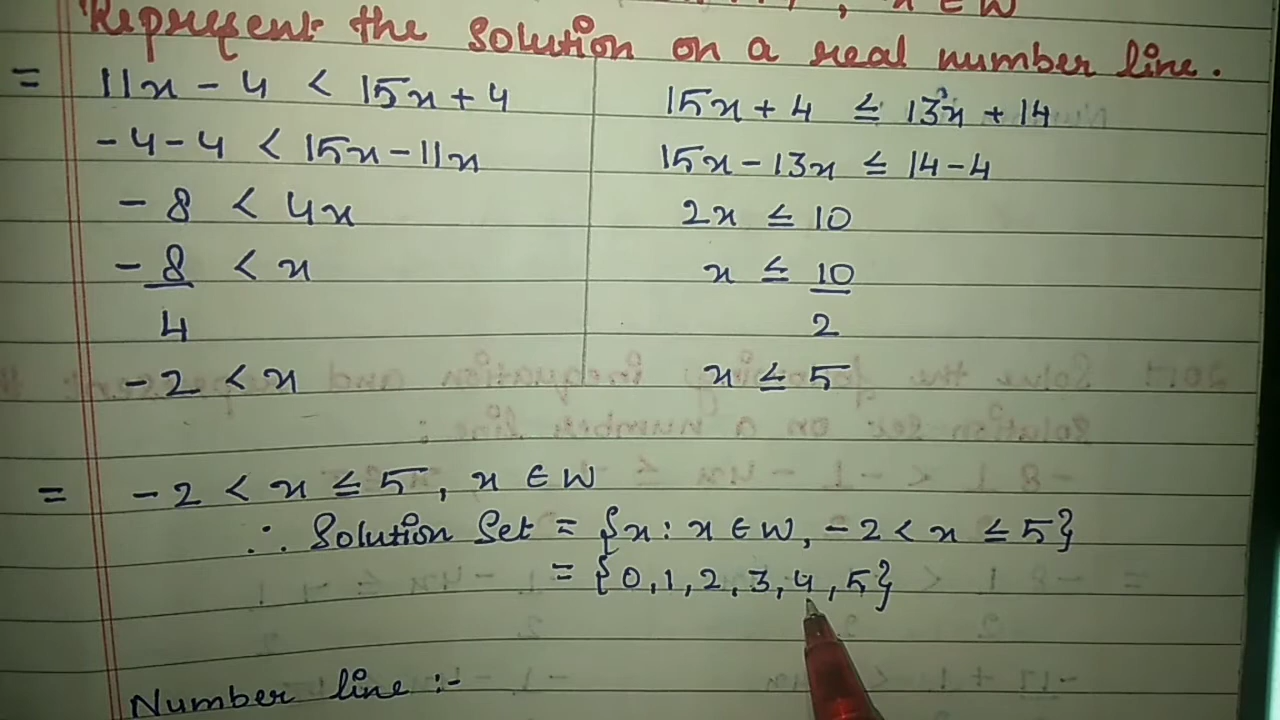 , x ∈ W
Represent the solution on a real number line.
= 11x - 4 < 15x + 4
-4-4 < 15x - 11x
-8 < 4x
-8/4 < x
-2 < x
15x + 4 ≤ 13x + 14
15x - 13x ≤ 14 - 4
2x ≤ 10
x ≤ 10/2
x ≤ 5
= -2 < x ≤ 5, x ∈ W
∴ Solution Set = {x : x ∈ W, -2 < x ≤ 5}
= {0, 1, 2, 3, 4, 5}
Number line :-